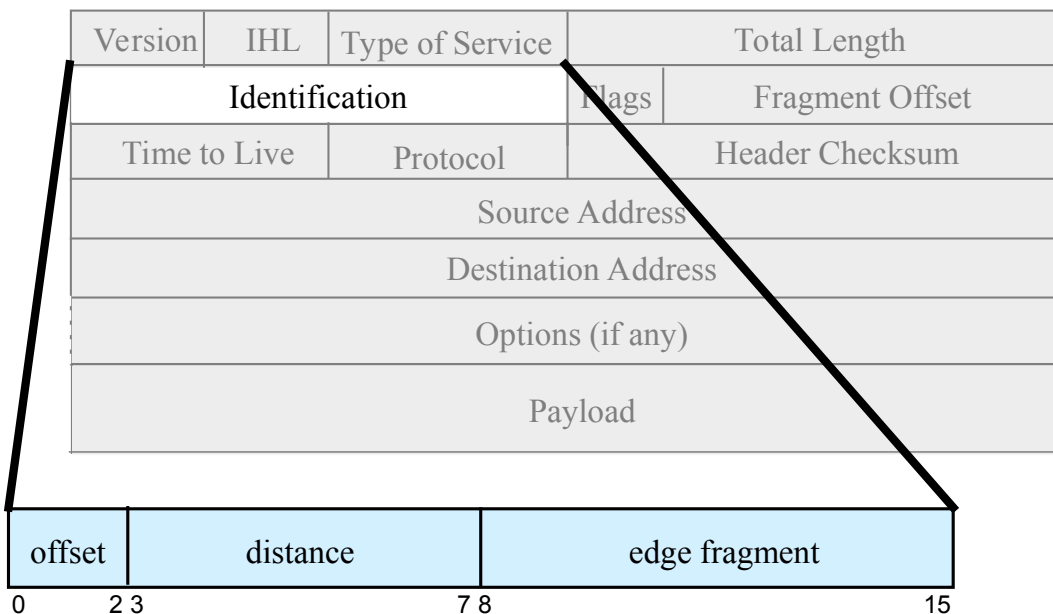 Version IHL Type of Service Total Length
Identification Flags Fragment Offset
Time to Live Protocol Header Checksum
Source Address
Destination Address
Options (if any)
Payload
offset distance edge fragment
0 2 3 7 8 15